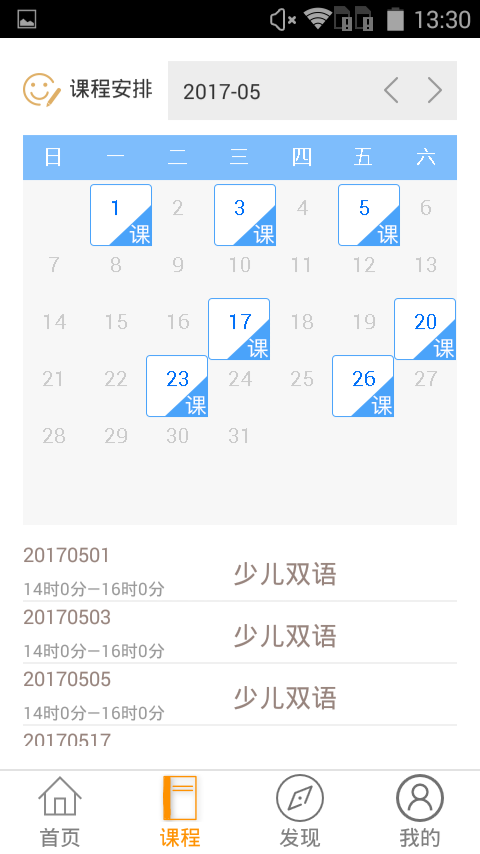 13:30
课程安排
2017-05
日 一 二 三 四 五 六
1 课 2 3 课 4 5 课 6
7 8 9 10 11 12 13
14 15 16 17 课 18 19 20 课
21 22 23 课 24 25 26 课 27
28 29 30 31
20170501
14时0分—16时0分
少儿双语
20170503
14时0分—16时0分
少儿双语
20170505
14时0分—16时0分
少儿双语
20170517
首页 课程 发现 我的